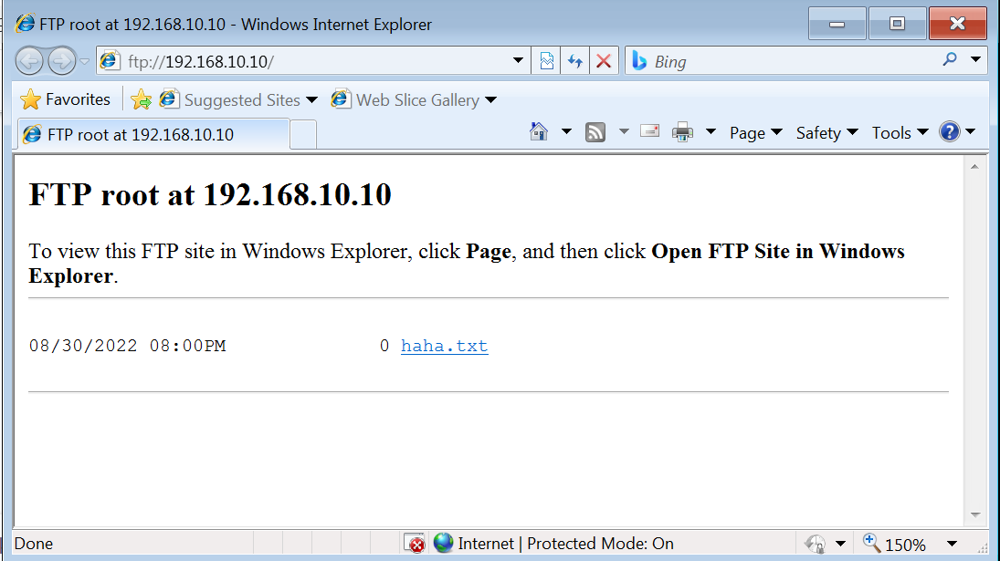 FTP root at 192.168.10.10 - Windows Internet Explorer
ftp://192.168.10.10/
Bing
Favorites
Suggested Sites
Web Slice Gallery
FTP root at 192.168.10.10
Page
Safety
Tools
FTP root at 192.168.10.10
To view this FTP site in Windows Explorer, click Page, and then click Open FTP Site in Windows
Explorer.
08/30/2022 08:00PM 0 haha.txt
Done
Internet | Protected Mode: On
150%